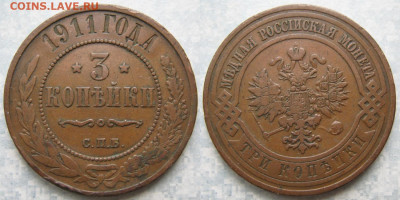 COINS.LAVE.RU
1911 ГОДА
3
КОПѢЙКИ
С.П.Б.
МѢДНАЯ РОССІЙСКАЯ МОНЕТА.
ТРИ КОПѢЙКИ